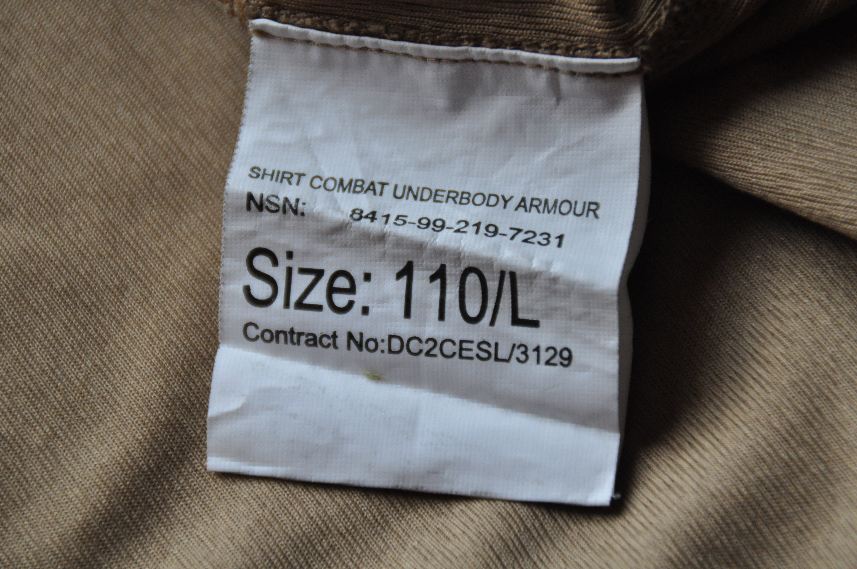 SHIRT COMBAT UNDERBODY ARMOUR
NSN: 8415-99-219-7231
Size: 110/L
Contract No:DC2CESL/3129